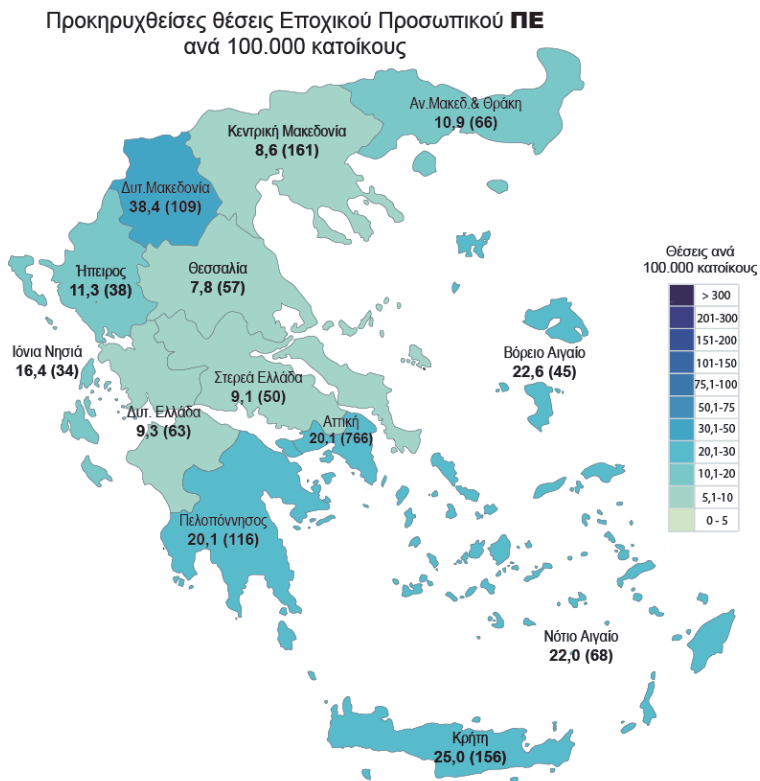 Προκηρυχθείσες θέσεις Εποχικού Προσωπικού ΠΕ
ανά 100.000 κατοίκους
Αν.Μακεδ.& Θράκη
10,9 (66)
Κεντρική Μακεδονία
8,6 (161)
Δυτ.Μακεδονία
38,4 (109)
Ήπειρος
11,3 (38)
Θεσσαλία
7,8 (57)
Ιόνια Νησιά
16,4 (34)
Στερεά Ελλάδα
9,1 (50)
Βόρειο Αιγαίο
22,6 (45)
Δυτ. Ελλάδα
9,3 (63)
Αττική
20,1 (766)
Πελοπόννησος
20,1 (116)
Νότιο Αιγαίο
22,0 (68)
Κρήτη
25,0 (156)
Θέσεις ανά
100.000 κατοίκους
> 300
201-300
151-200
101-150
75,1-100
50,1-75
30,1-50
20,1-30
10,1-20
5,1-10
0 - 5